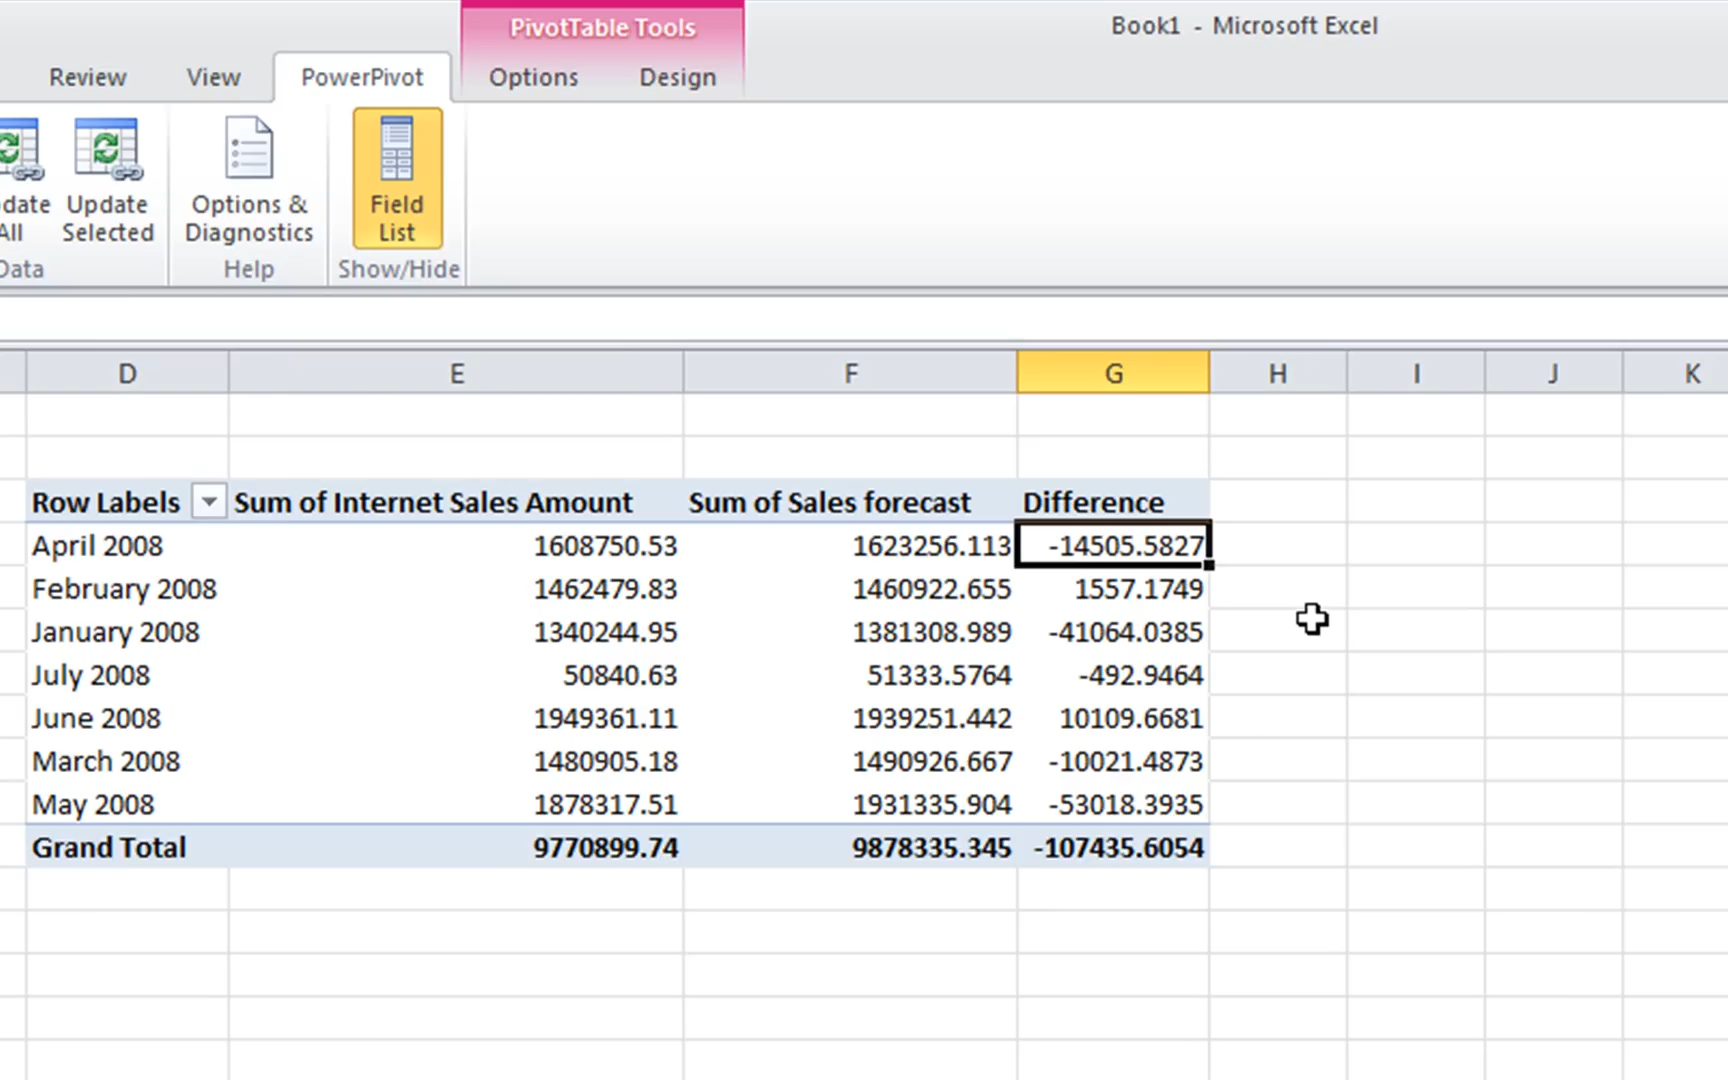 PivotTable Tools
Book1 - Microsoft Excel
Review View PowerPivot Options Design
Update Selected
Options & Diagnostics
Field List
All
Data Help Show/Hide
D E F G H I J K
Row Labels Sum of Internet Sales Amount Sum of Sales forecast Difference
April 2008 1608750.53 1623256.113 -14505.5827
February 2008 1462479.83 1460922.655 1557.1749
January 2008 1340244.95 1381308.989 -41064.0385
July 2008 50840.63 51333.5764 -492.9464
June 2008 1949361.11 1939251.442 10109.6681
March 2008 1480905.18 1490926.667 -10021.4873
May 2008 1878317.51 1931335.904 -53018.3935
Grand Total 9770899.74 9878335.345 -107435.6054